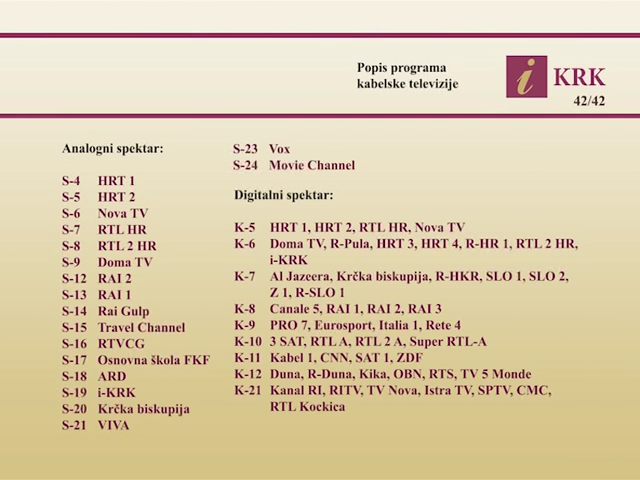 Popis programa
kabelske televizije
i KRK
42/42
Analogni spektar:
S-4 HRT 1
S-5 HRT 2
S-6 Nova TV
S-7 RTL HR
S-8 RTL 2 HR
S-9 Doma TV
S-12 RAI 2
S-13 RAI 1
S-14 Rai Gulp
S-15 Travel Channel
S-16 RTVCG
S-17 Osnovna škola FKF
S-18 ARD
S-19 i-KRK
S-20 Krčka biskupija
S-21 VIVA
S-23 Vox
S-24 Movie Channel
Digitalni spektar:
K-5 HRT 1, HRT 2, RTL HR, Nova TV
K-6 Doma TV, R-Pula, HRT 3, HRT 4, R-HR 1, RTL 2 HR,
i-KRK
K-7 Al Jazeera, Krčka biskupija, R-HKR, SLO 1, SLO 2,
Z 1, R-SLO 1
K-8 Canale 5, RAI 1, RAI 2, RAI 3
K-9 PRO 7, Eurosport, Italia 1, Rete 4
K-10 3 SAT, RTL A, RTL 2 A, Super RTL-A
K-11 Kabel 1, CNN, SAT 1, ZDF
K-12 Duna, R-Duna, Kika, OBN, RTS, TV 5 Monde
K-21 Kanal RI, RITV, TV Nova, Istra TV, SPTV, CMC,
RTL Kockica